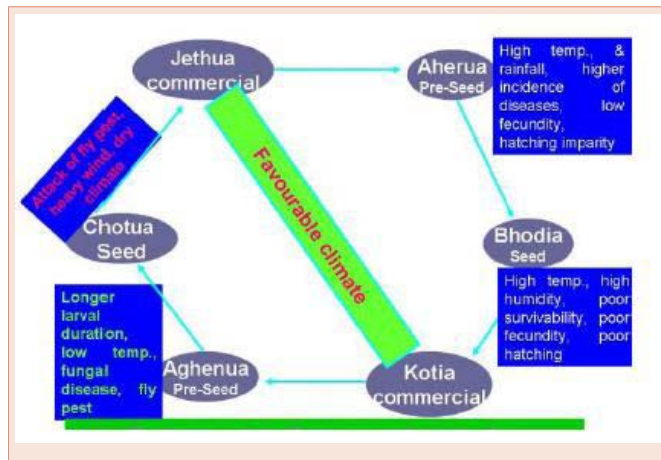 Jethua
commercial
Aherua
Pre-Seed
High temp., &
rainfall, higher
incidence of
diseases, low
fecundity,
hatching imparity
Attack of fly pest,
heavy wind, dry
climate
Favourable climate
Chotua
Seed
Bhodia
Seed
Longer
larval
duration,
low temp.,
fungal
disease, fly
pest
Aghenua
Pre-Seed
Kotia
commercial
High temp., high
humidity, poor
survivability, poor
fecundity, poor
hatching